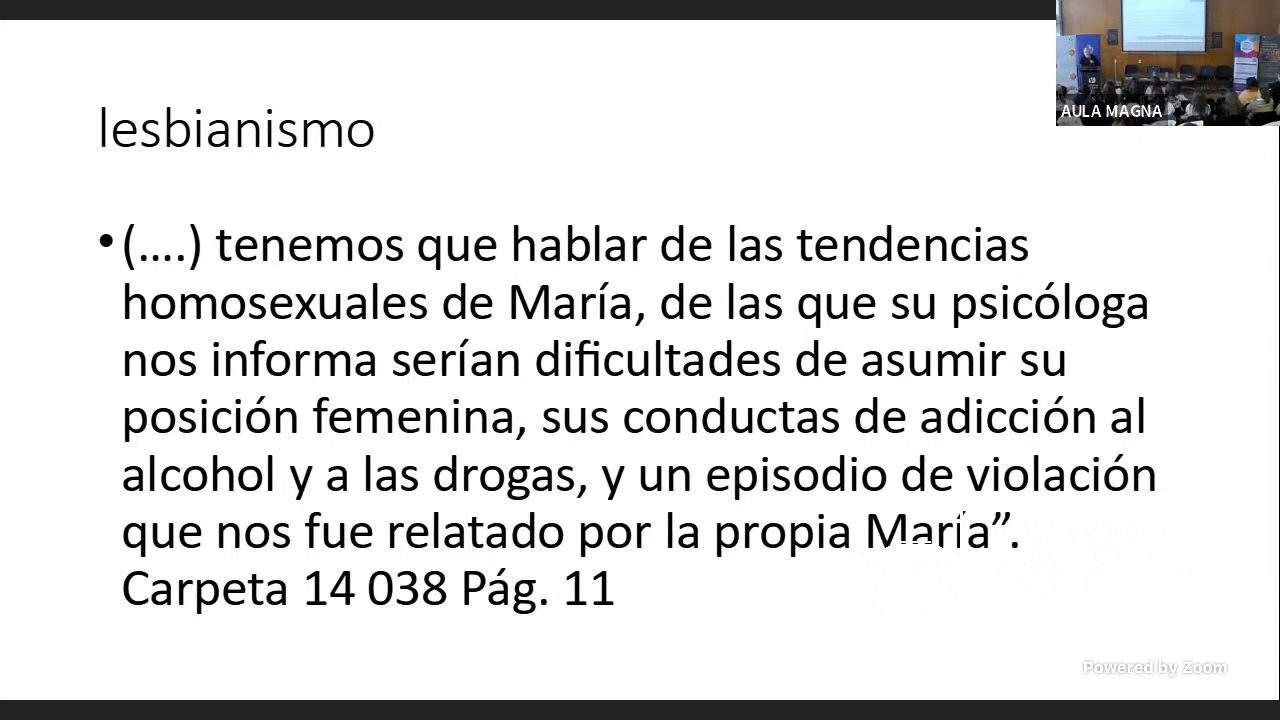 AULA MAGNA
lesbianismo
•(....) tenemos que hablar de las tendencias
homosexuales de María, de las que su psicóloga
nos informa serían dificultades de asumir su
posición femenina, sus conductas de adicción al
alcohol y a las drogas, y un episodio de violación
que nos fue relatado por la propia María”.
Carpeta 14 038 Pág. 11
Powered by Zoom